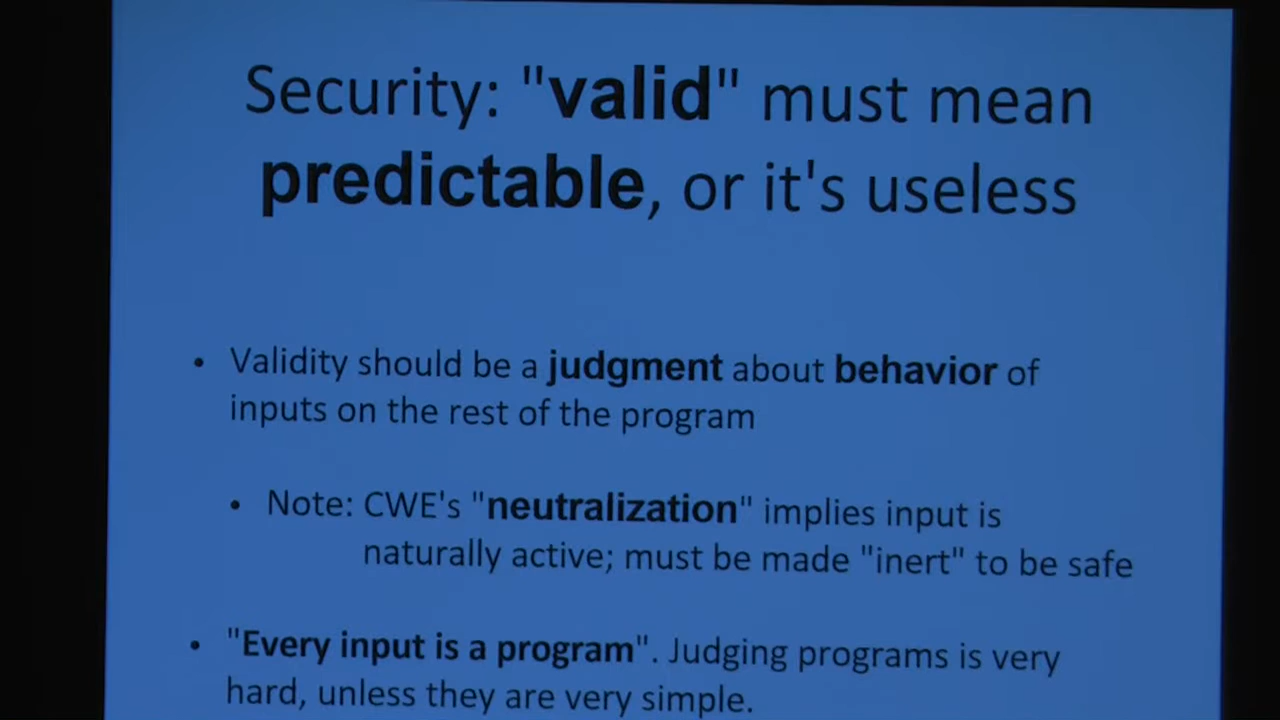 Security: "valid" must mean
predictable, or it's useless
• Validity should be a judgment about behavior of
inputs on the rest of the program
• Note: CWE's "neutralization" implies input is
naturally active; must be made "inert" to be safe
• "Every input is a program". Judging programs is very
hard, unless they are very simple.